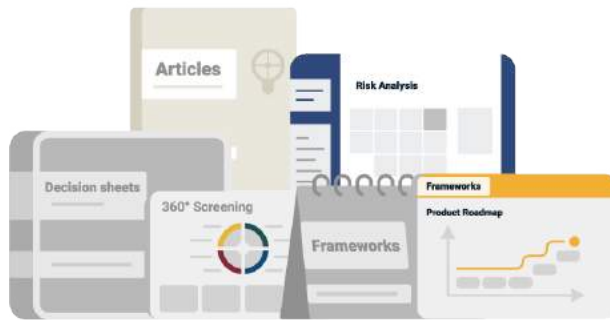 Articles
Risk Analysis
Decision sheets
360° Screening
Frameworks
Frameworks
Product Roadmap